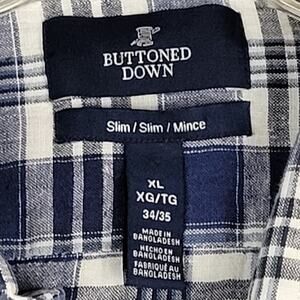 BUTTONED
DOWN
Slim / Slim / Mince
XL
XG/TG
34/35
MADE IN
BANGLADESH
HECHO EN
BANGLADESH
FABRIQUÉ AU
BANGLADESH